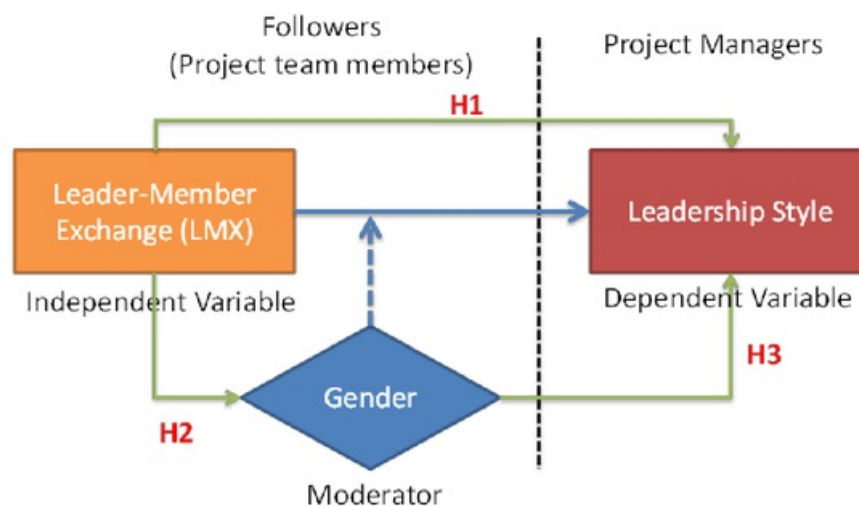 Followers
(Project team members)
Project Managers
H1
Leader-Member
Exchange (LMX)
Leadership Style
Independent Variable
Dependent Variable
H3
Gender
H2
Moderator